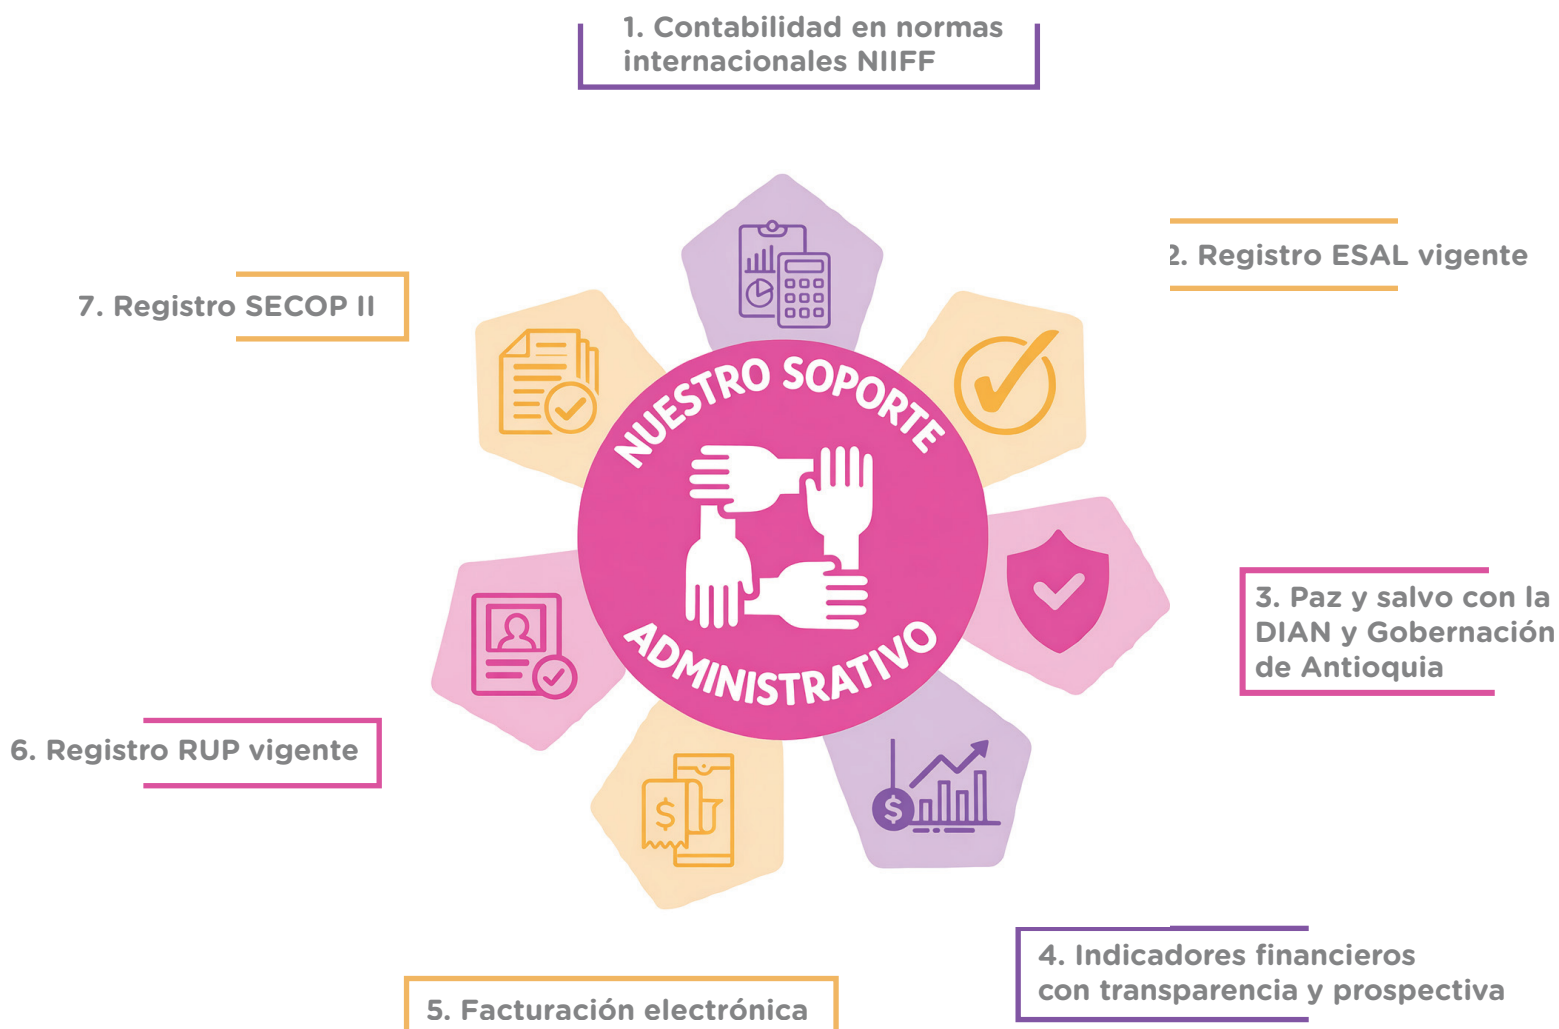 1. Contabilidad en normas
internacionales NIIFF
2. Registro ESAL vigente
7. Registro SECOP II
NUESTRO SOPORTE
ADMINISTRATIVO
3. Paz y salvo con la
DIAN y Gobernación
de Antioquia
6. Registro RUP vigente
4. Indicadores financieros
con transparencia y prospectiva
5. Facturación electrónica
$
$